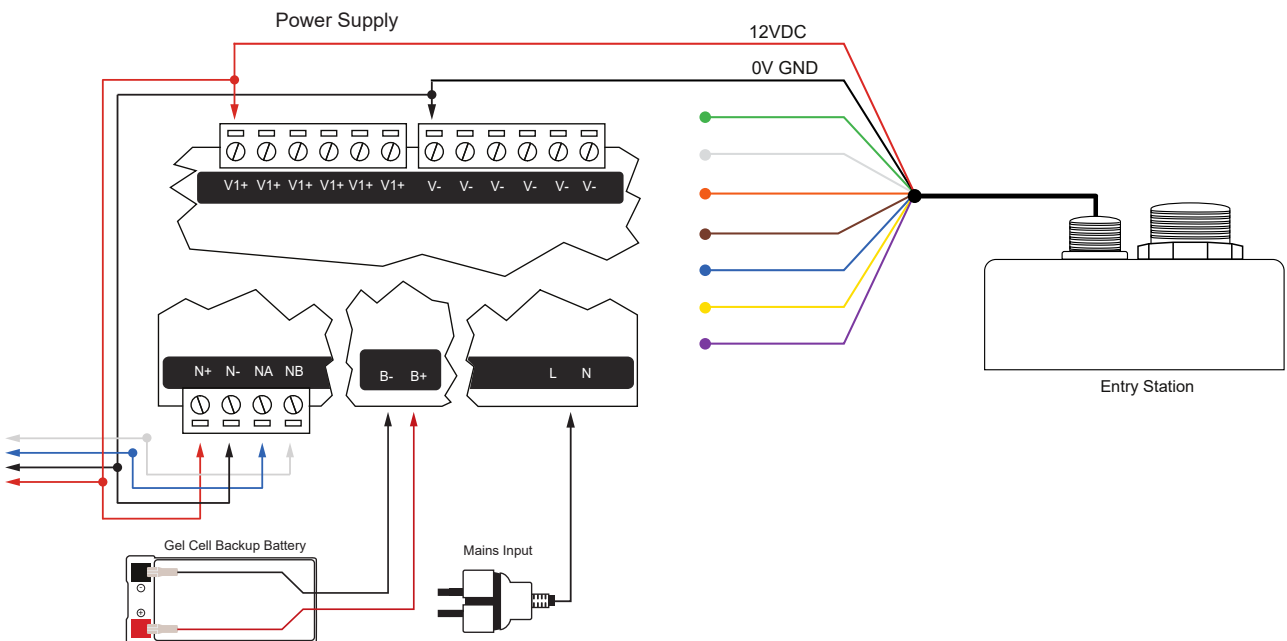 Power Supply
12VDC
0V GND
V1+ V1+ V1+ V1+ V1+ V1+ V- V- V- V- V- V-
N+ N- NA NB
B- B+
L N
Entry Station
Gel Cell Backup Battery
Mains Input
-
+